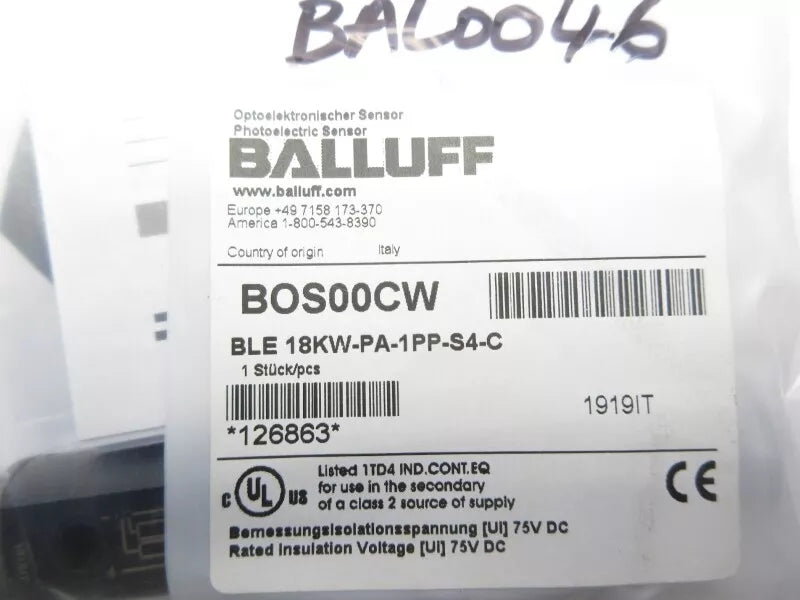 BAL004-6
Optoelektronischer Sensor
Photoelectric Sensor
BALLUFF
www.balluff.com
Europe +49 7158 173-370
America 1-800-543-8390
Country of origin Italy
BOS00CW
BLE 18KW-PA-1PP-S4-C
1 Stück/pcs
*126863*
1919IT
c UL us
Listed 1TD4 IND.CONT.EQ
for use in the secondary
of a class 2 source of supply
CE
Bemessungsisolationsspannung [UI] 75V DC
Rated Insulation Voltage [UI] 75V DC